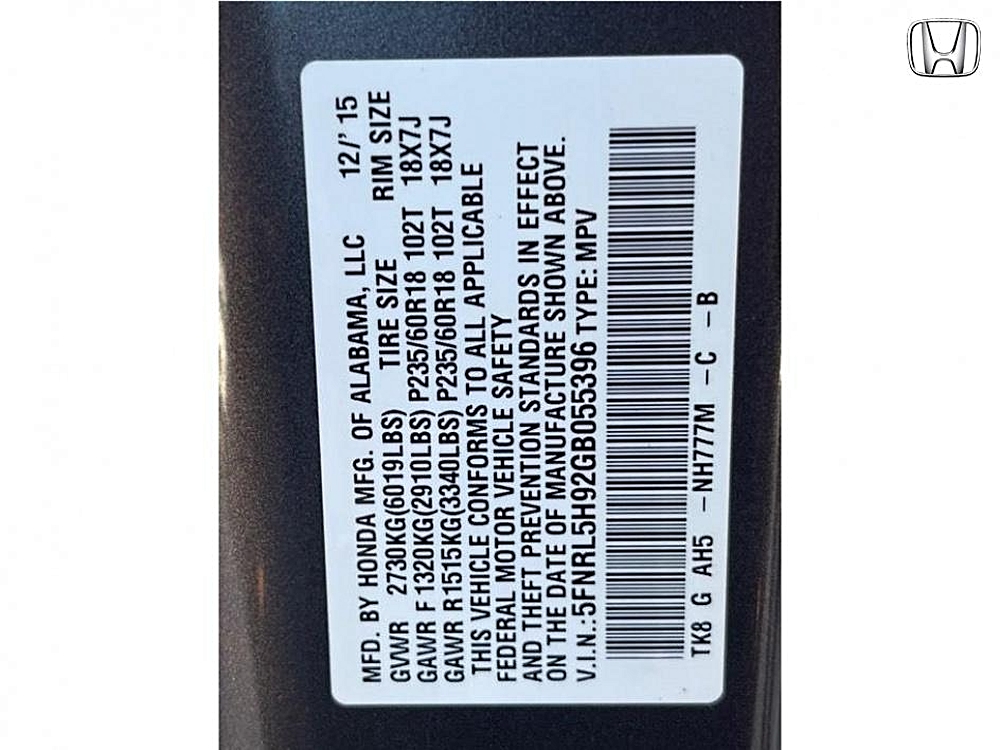 MFD. BY HONDA MFG. OF ALABAMA, LLC 12/' 15
GVWR 2730KG(6019LBS) TIRE SIZE RIM SIZE
GAWR F 1320KG(2910LBS) P235/60R18 102T 18X7J
GAWR R1515KG(3340LBS) P235/60R18 102T 18X7J
THIS VEHICLE CONFORMS TO ALL APPLICABLE
FEDERAL MOTOR VEHICLE SAFETY
AND THEFT PREVENTION STANDARDS IN EFFECT
ON THE DATE OF MANUFACTURE SHOWN ABOVE.
V.I.N.:5FNRL5H92GB055396 TYPE: MPV
TK8 G AH5 -NH777M -C -B